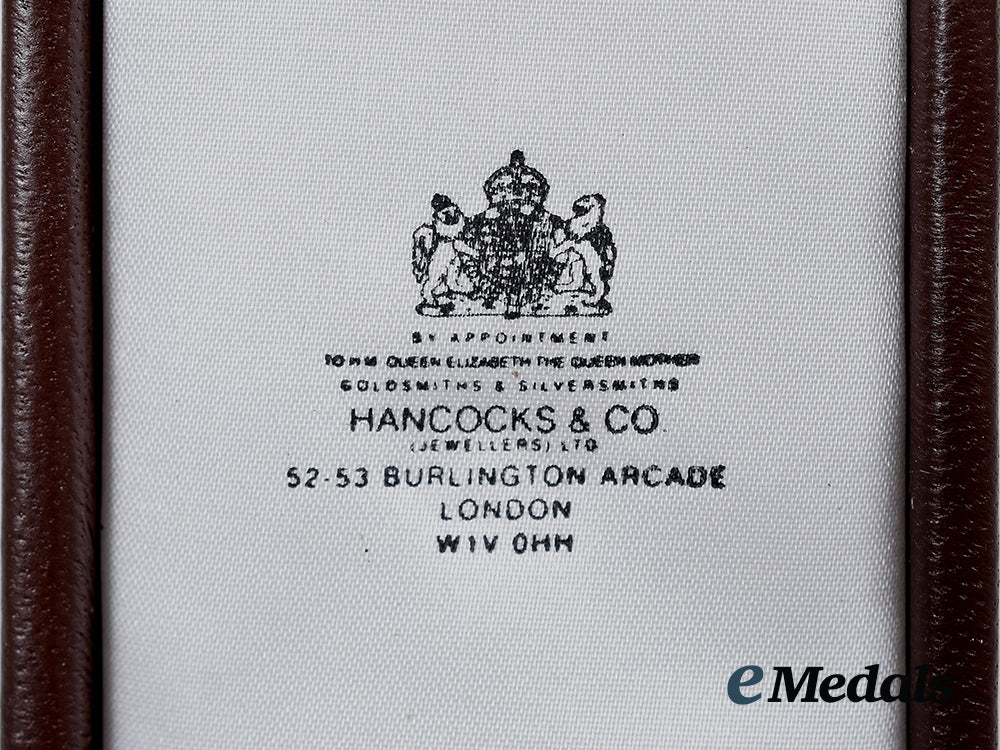 BY APPOINTMENT
TO H M QUEEN ELIZABETH THE QUEEN MOTHER
GOLDSMITHS & SILVERSMITHS
HANCOCKS & CO.
(JEWELLERS) LTD
52-53 BURLINGTON ARCADE
LONDON
W1V 0HH
eMedals